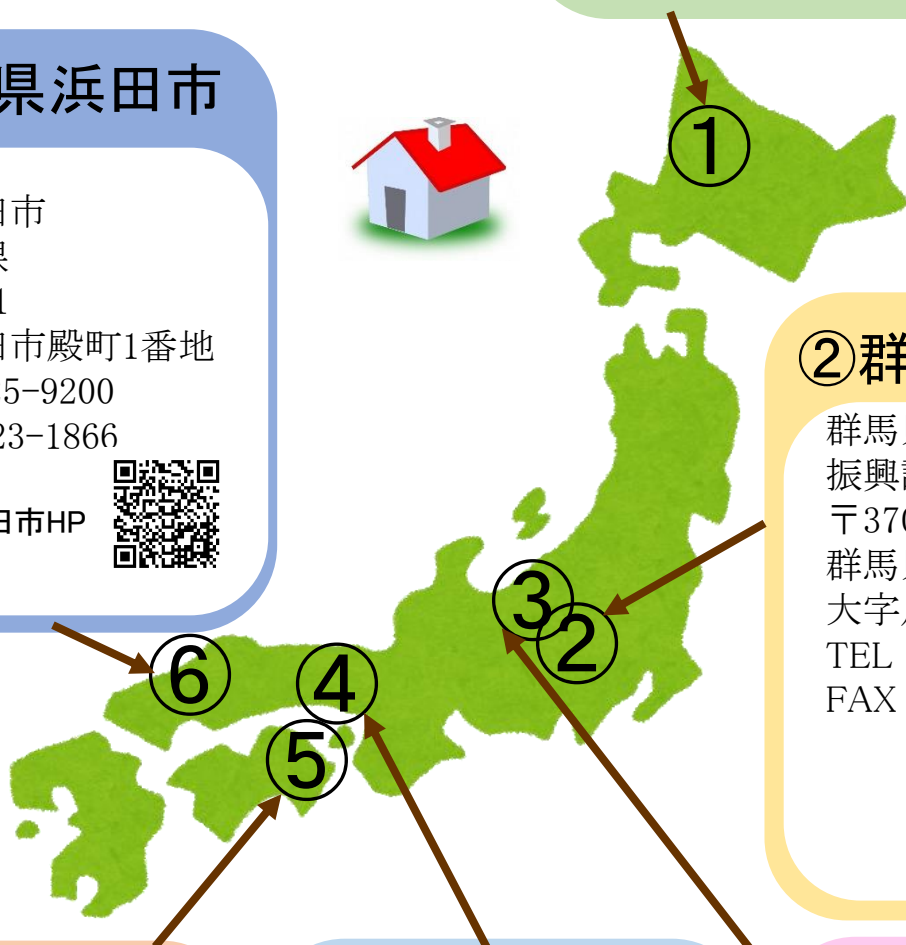 県浜田市
田市
1
田市殿町1番地
5-9200
23-1866
田市HP
①
②群
群馬
振興
〒370
群馬
大字
TEL
FAX
③
②
⑥
④
⑤